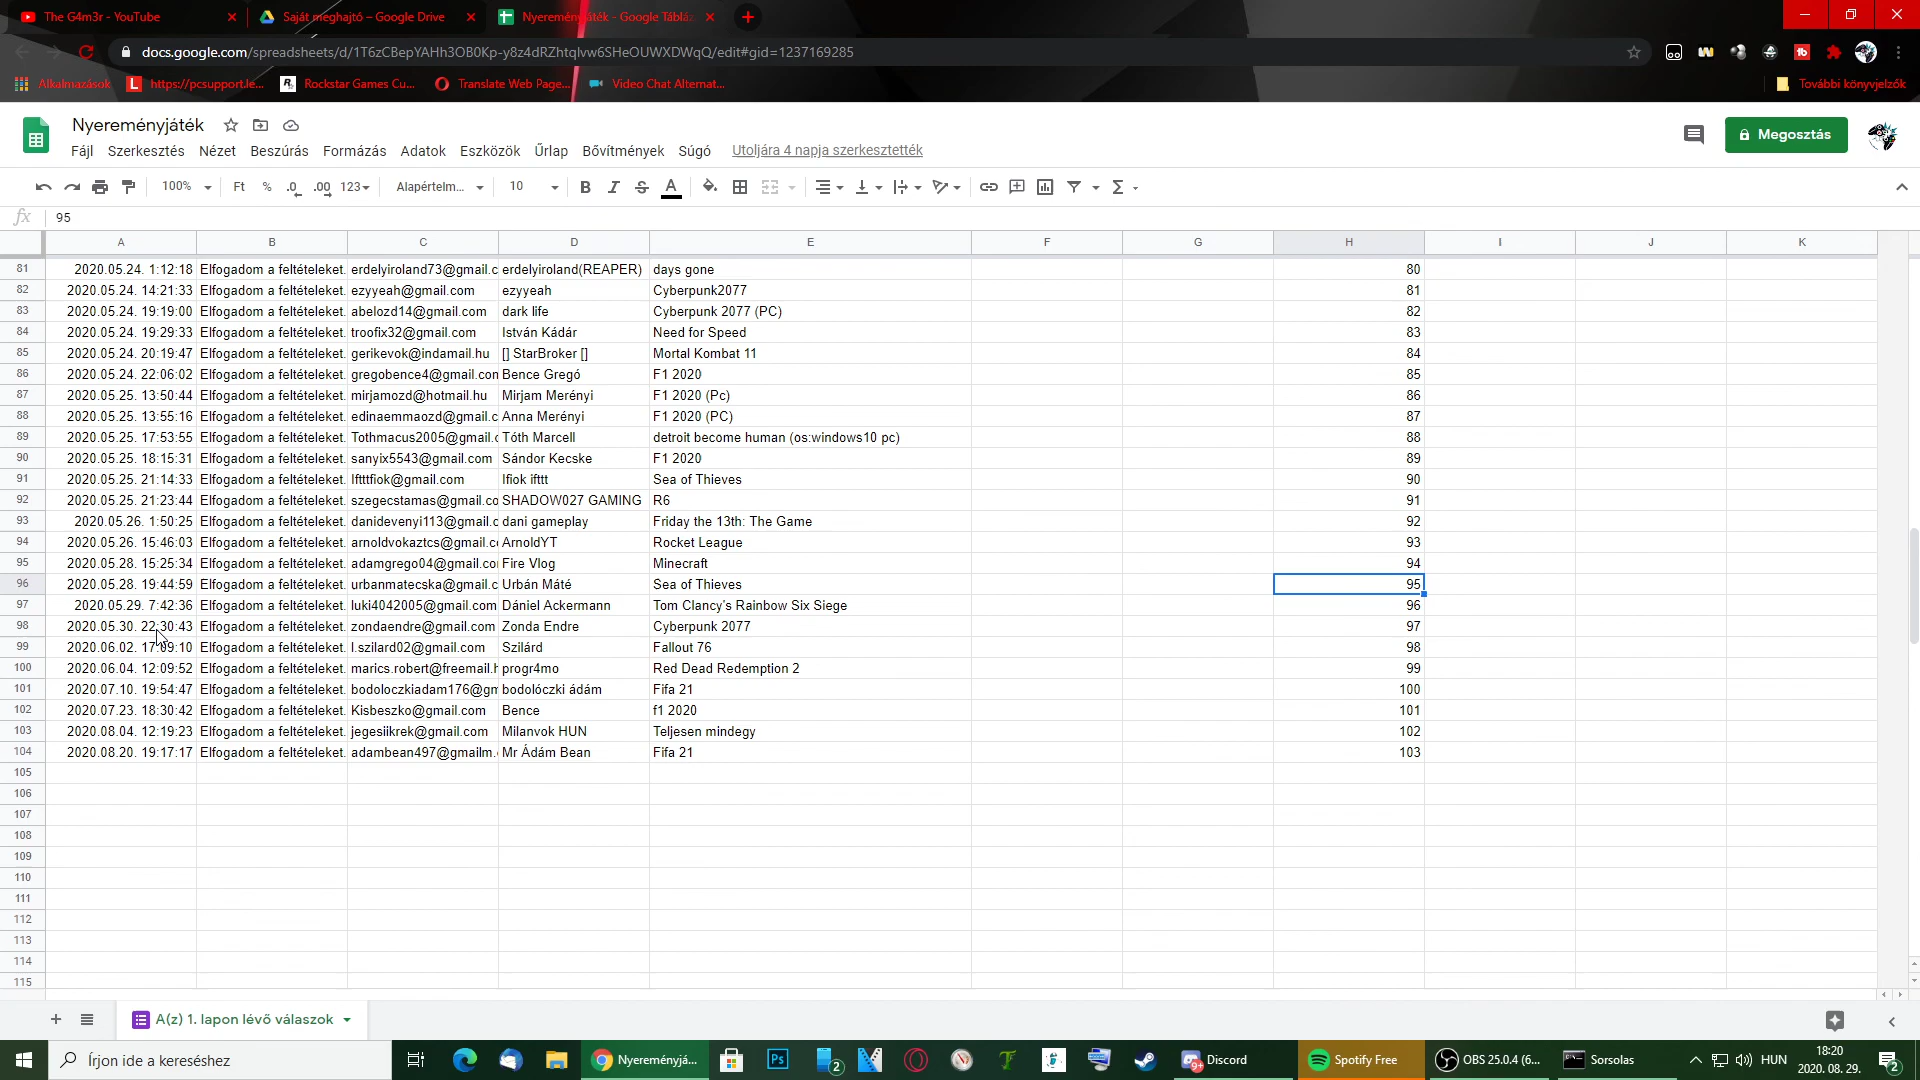 The G4m3r - YouTube
Saját meghajtó – Google Drive
Nyereményjáték - Google Tábláz
docs.google.com/spreadsheets/d/1T6zCBepYAHh3OB0Kp-y8z4dRZhtqlvw6SHeOUWXDWqQ/edit#gid=1237169285
Alkalmazások
https://pcsupport.le...
Rockstar Games Cu...
Translate Web Page...
Video Chat Alternat...
További könyvjelzők
Nyereményjáték
Megosztás
Fájl Szerkesztés Nézet Beszúrás Formázás Adatok Eszközök Űrlap Bővítmények Súgó Utoljára 4 napja szerkesztették
100% Ft % .0 .00 123 Alapértelm... 10 B I S A Σ
fx 95
A B C D E F G H I J K
81 2020.05.24. 1:12:18 Elfogadom a feltételeket. erdelyiroland73@gmail.c erdelyiroland(REAPER) days gone 80
82 2020.05.24. 14:21:33 Elfogadom a feltételeket. ezyyeah@gmail.com ezyyeah Cyberpunk2077 81
83 2020.05.24. 19:19:00 Elfogadom a feltételeket. abelozd14@gmail.com dark life Cyberpunk 2077 (PC) 82
84 2020.05.24. 19:29:33 Elfogadom a feltételeket. troofix32@gmail.com István Kádár Need for Speed 83
85 2020.05.24. 20:19:47 Elfogadom a feltételeket. gerikevok@indamail.hu [] StarBroker [] Mortal Kombat 11 84
86 2020.05.24. 22:06:02 Elfogadom a feltételeket. gregobence4@gmail.com Bence Gregó F1 2020 85
87 2020.05.25. 13:50:44 Elfogadom a feltételeket. mirjamozd@hotmail.hu Mirjam Merényi F1 2020 (Pc) 86
88 2020.05.25. 13:55:16 Elfogadom a feltételeket. edinaemmaozd@gmail.c Anna Merényi F1 2020 (PC) 87
89 2020.05.25. 17:53:55 Elfogadom a feltételeket. Tothmacus2005@gmail.c Tóth Marcell detroit become human (os:windows10 pc) 88
90 2020.05.25. 18:15:31 Elfogadom a feltételeket. sanyix5543@gmail.com Sándor Kecske F1 2020 89
91 2020.05.25. 21:14:33 Elfogadom a feltételeket. Iftttfiok@gmail.com Ifiok ifttt Sea of Thieves 90
92 2020.05.25. 21:23:44 Elfogadom a feltételeket. szegecstamas@gmail.co SHADOW027 GAMING R6 91
93 2020.05.26. 1:50:25 Elfogadom a feltételeket. danidevenyi113@gmail.c dani gameplay Friday the 13th: The Game 92
94 2020.05.26. 15:46:03 Elfogadom a feltételeket. arnoldvokaztcs@gmail.c ArnoldYT Rocket League 93
95 2020.05.28. 15:25:34 Elfogadom a feltételeket. adamgrego04@gmail.co Fire Vlog Minecraft 94
96 2020.05.28. 19:44:59 Elfogadom a feltételeket. urbanmatecska@gmail.c Urbán Máté Sea of Thieves 95
97 2020.05.29. 7:42:36 Elfogadom a feltételeket. luki4042005@gmail.com Dániel Ackermann Tom Clancy's Rainbow Six Siege 96
98 2020.05.30. 22:30:43 Elfogadom a feltételeket. zondaendre@gmail.com Zonda Endre Cyberpunk 2077 97
99 2020.06.02. 17:09:10 Elfogadom a feltételeket. l.szilard02@gmail.com Szilárd Fallout 76 98
100 2020.06.04. 12:09:52 Elfogadom a feltételeket. marics.robert@freemail.h progr4mo Red Dead Redemption 2 99
101 2020.07.10. 19:54:47 Elfogadom a feltételeket. bodoloczkiadam176@gm bodolóczki ádám Fifa 21 100
102 2020.07.23. 18:30:42 Elfogadom a feltételeket. Kisbeszko@gmail.com Bence f1 2020 101
103 2020.08.04. 12:19:23 Elfogadom a feltételeket. jegesiikrek@gmail.com Milanvok HUN Teljesen mindegy 102
104 2020.08.20. 19:17:17 Elfogadom a feltételeket. adambean497@gmailm. Mr Ádám Bean Fifa 21 103
105
106
107
108
109
110
111
112
113
114
115
A(z) 1. lapon lévő válaszok
Írjon ide a kereséshez
Nyereményjá...
Ps
2
9+
Discord
Spotify Free
OBS 25.0.4 (6...
Sorsolas
HUN
18:20
2020. 08. 29.
2